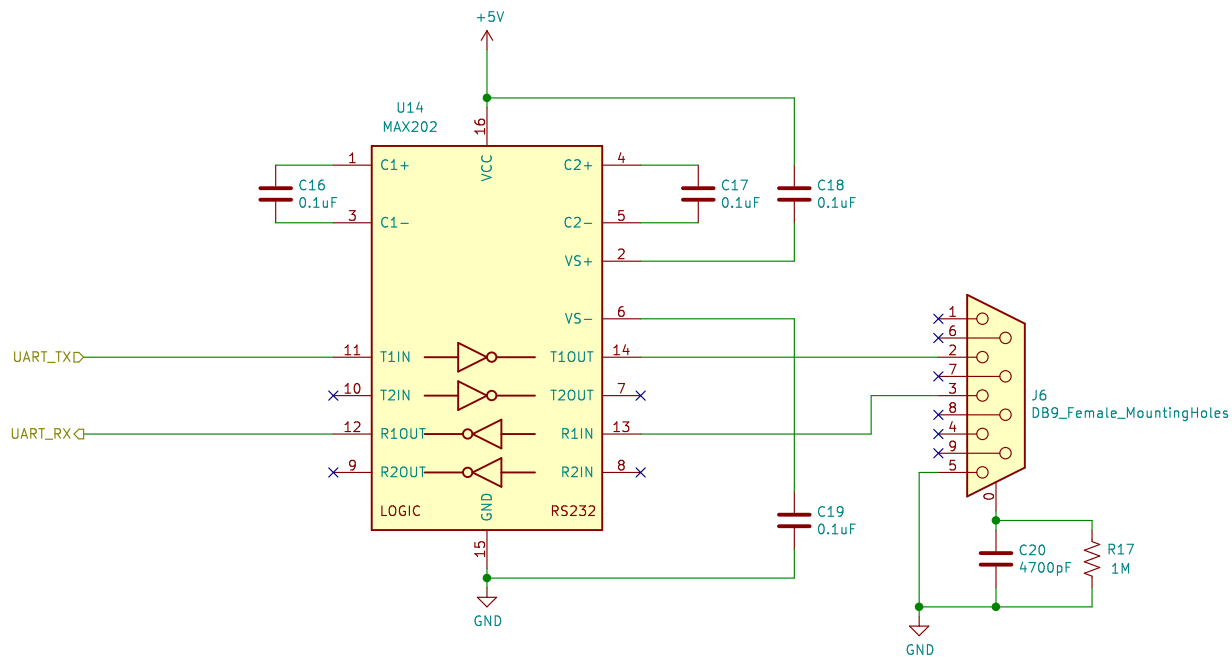 +5V
U14
MAX202
16
VCC
1
C1+
C16
0.1uF
3
C1-
C2+
4
C17
0.1uF
C18
0.1uF
C2-
5
VS+
2
VS-
6
UART_TX
11
T1IN
T1OUT
14
10
T2IN
T2OUT
7
UART_RX
12
R1OUT
R1IN
13
9
R2OUT
R2IN
8
LOGIC
GND
RS232
15
GND
C19
0.1uF
1
6
2
7
3
8
4
9
5
0
J6
DB9_Female_MountingHoles
C20
4700pF
R17
1M
GND